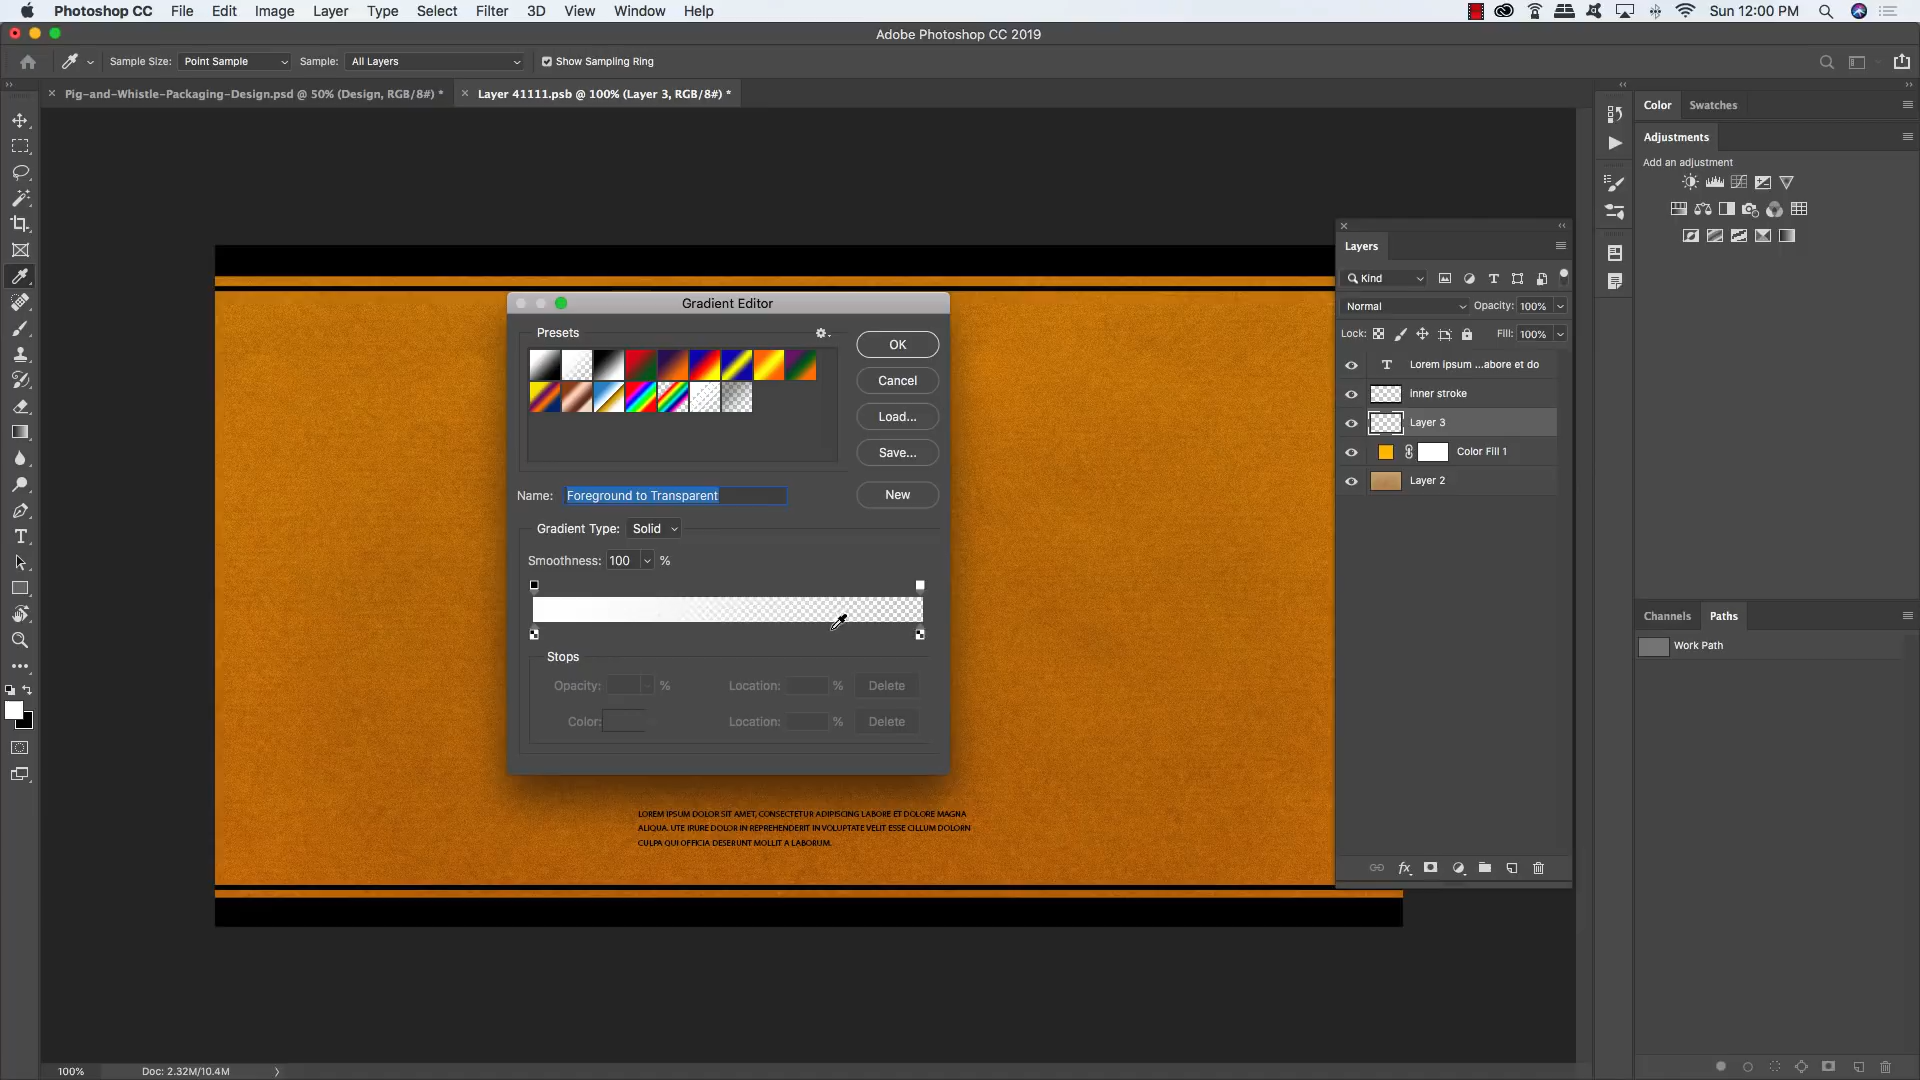 Photoshop CC File Edit Image Layer Type Select Filter 3D View Window Help Sun 12:00 PM
Adobe Photoshop CC 2019
Sample Size: Point Sample Sample: All Layers Show Sampling Ring
Pig-and-Whistle-Packaging-Design.psd @ 50% (Design, RGB/8#) * Layer 41111.psb @ 100% (Layer 3, RGB/8#) *
Color Swatches
Adjustments
Add an adjustment
Layers
Kind
Normal Opacity: 100%
Lock: Fill: 100%
Lorem ipsum ...abore et do
Inner stroke
Layer 3
Color Fill 1
Layer 2
Gradient Editor
Presets
OK
Cancel
Load...
Save...
Name: Foreground to Transparent New
Gradient Type: Solid
Smoothness: 100 %
Stops
Opacity: % Location: % Delete
Color: Location: % Delete
Channels Paths
Work Path
LOREM IPSUM DOLOR SIT AMET, CONSECTETUR ADIPISCING LABORE ET DOLORE MAGNA
ALIQUA. UTE IRURE DOLOR IN REPREHENDERIT IN VOLUPTATE VELIT ESSE CILLUM DOLORN
CULPA QUI OFFICIA DESERUNT MOLLIT A LABORUM.
100% Doc: 2.32M/10.4M